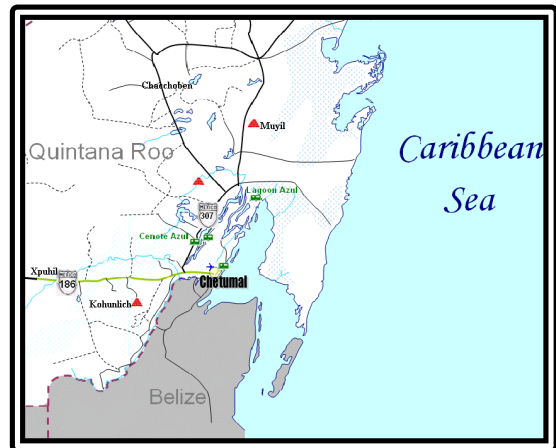 Chacchoben
Muyil
Quintana Roo
Caribbean
Sea
Lagoon Azul
307
Cenote Azul
Xpuhil
186
Chetumal
Kohunlich
Belize